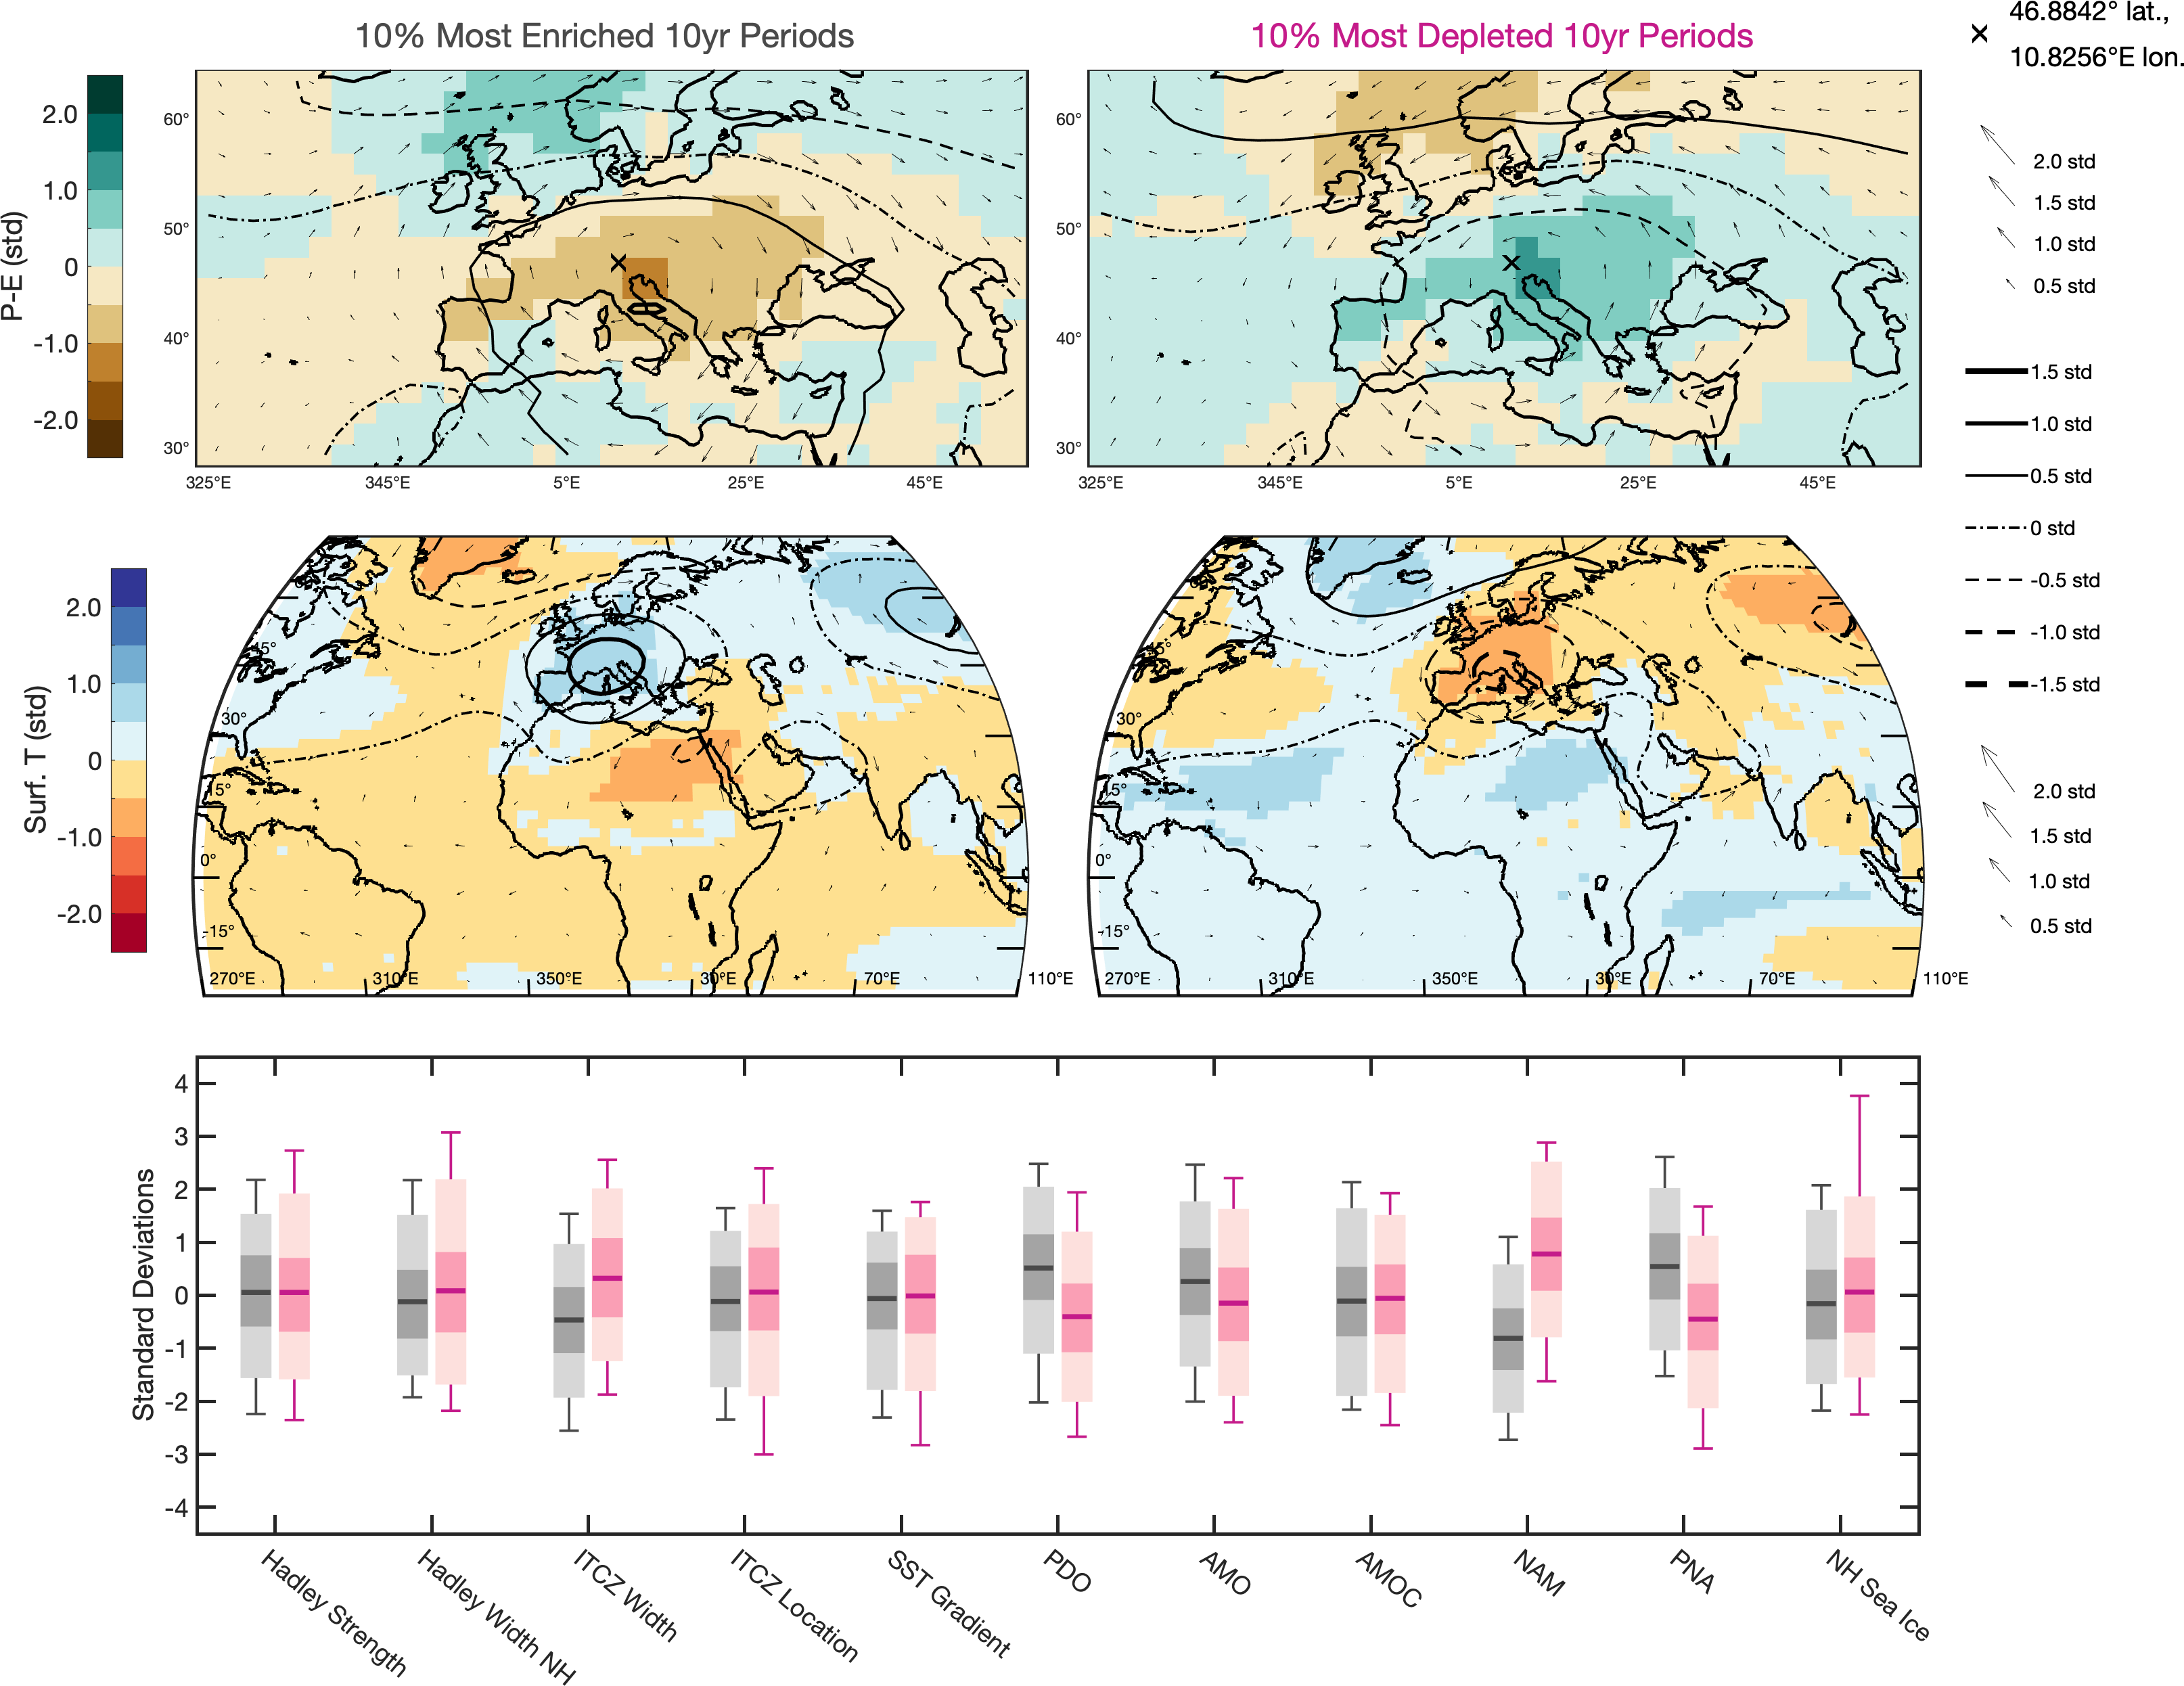 10% Most Enriched 10yr Periods
10% Most Depleted 10yr Periods
46.8842° lat.,
10.8256°E lon.
P-E (std)
2.0
1.0
0
-1.0
-2.0
60°
50°
40°
30°
325°E
345°E
5°E
25°E
45°E
60°
50°
40°
30°
325°E
345°E
5°E
25°E
45°E
2.0 std
1.5 std
1.0 std
0.5 std
1.5 std
1.0 std
0.5 std
0 std
-0.5 std
-1.0 std
-1.5 std
Surf. T (std)
2.0
1.0
0
-1.0
-2.0
45°
30°
15°
0°
-15°
270°E
310°E
350°E
30°E
70°E
110°E
45°
30°
15°
0°
-15°
270°E
310°E
350°E
30°E
70°E
110°E
2.0 std
1.5 std
1.0 std
0.5 std
Standard Deviations
4
3
2
1
0
-1
-2
-3
-4
Hadley Strength
Hadley Width NH
ITCZ Width
ITCZ Location
SST Gradient
PDO
AMO
AMOC
NAM
PNA
NH Sea Ice